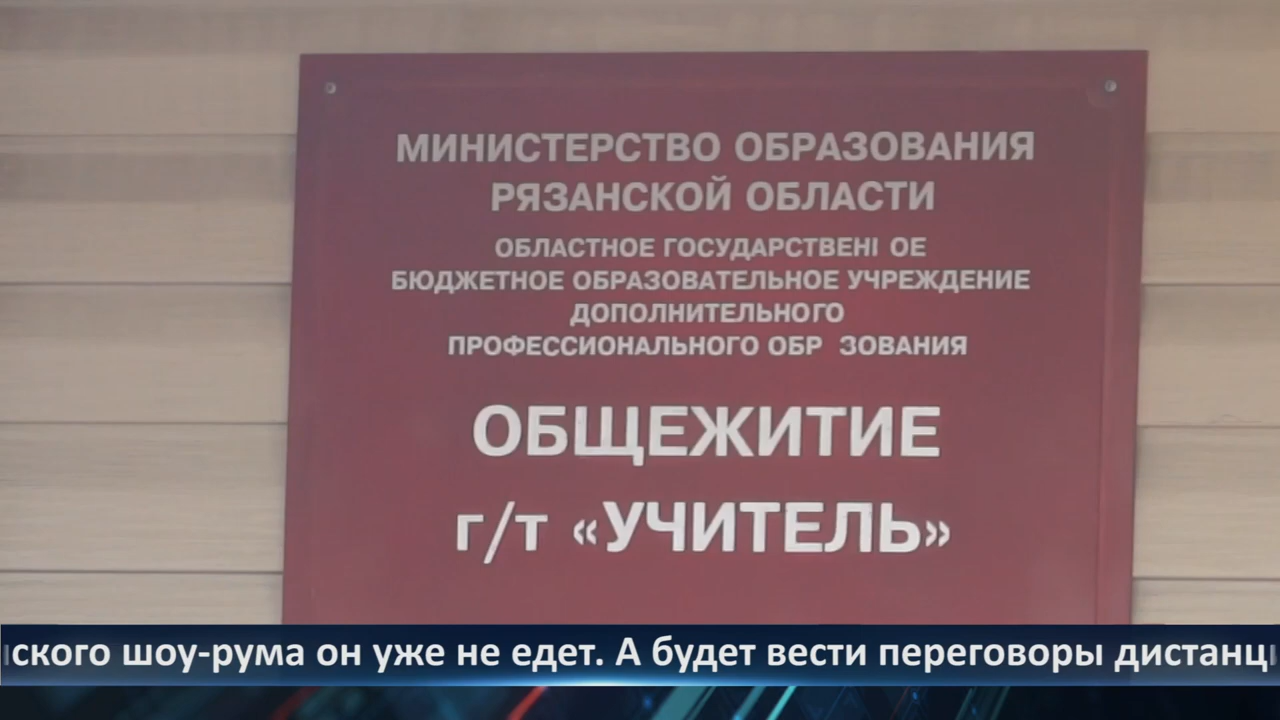 МИНИСТЕРСТВО ОБРАЗОВАНИЯ
РЯЗАНСКОЙ ОБЛАСТИ
ОБЛАСТНОЕ ГОСУДАРСТВЕНІ ОЕ
БЮДЖЕТНОЕ ОБРАЗОВАТЕЛЬНОЕ УЧРЕЖДЕНИЕ
ДОПОЛНИТЕЛЬНОГО
ПРОФЕССИОНАЛЬНОГО ОБР ЗОВАНИЯ
ОБЩЕЖИТИЕ
г/т «УЧИТЕЛЬ»
ского шоу-рума он уже не едет. А будет вести переговоры дистанц